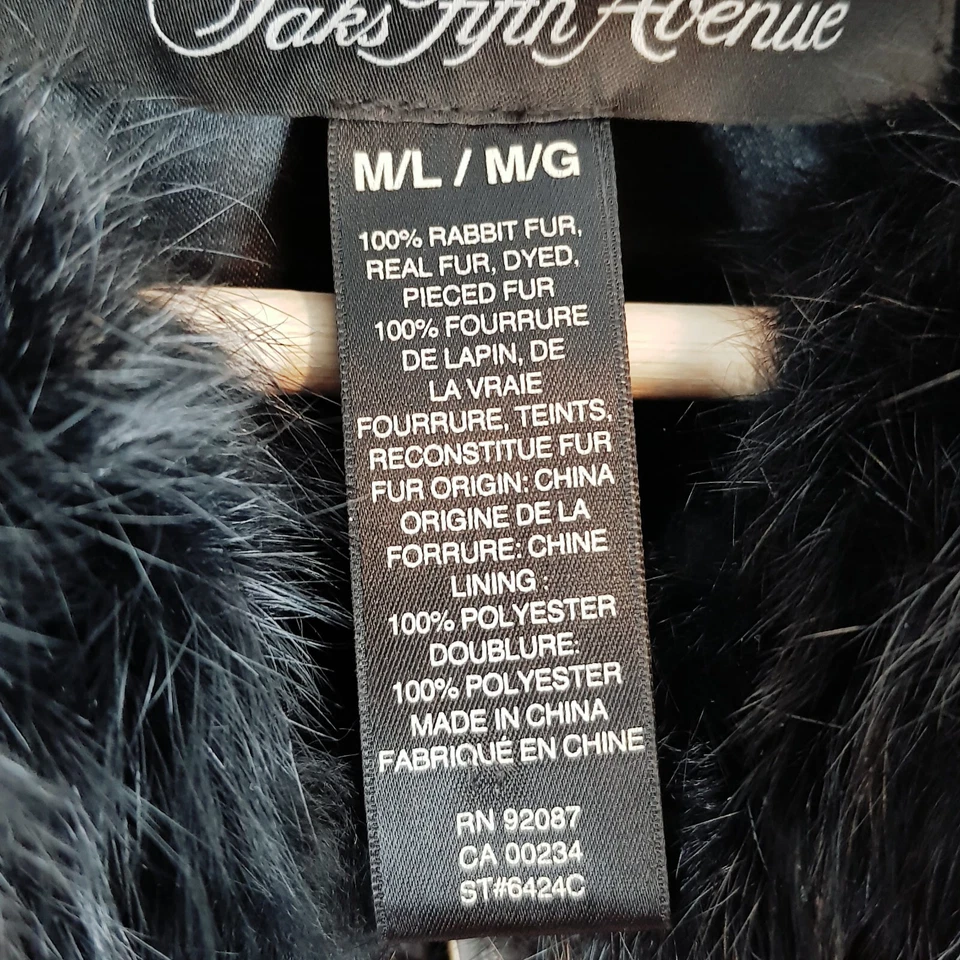 Saks Fifth Avenue
M/L / M/G
100% RABBIT FUR,
REAL FUR, DYED,
PIECED FUR
100% FOURRURE
DE LAPIN, DE
LA VRAIE
FOURRURE, TEINTS,
RECONSTITUE FUR
FUR ORIGIN: CHINA
ORIGINE DE LA
FORRURE: CHINE
LINING :
100% POLYESTER
DOUBLURE:
100% POLYESTER
MADE IN CHINA
FABRIQUÉ EN CHINE
RN 92087
CA 00234
ST#6424C